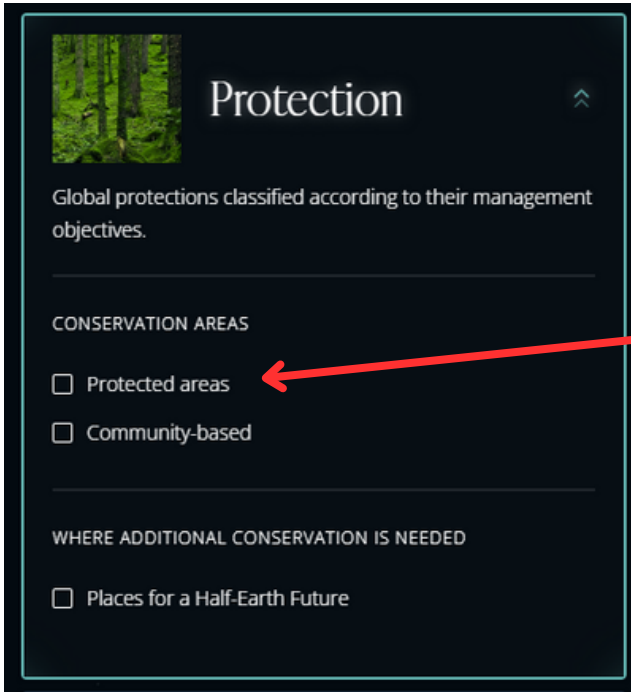 Protection
Global protections classified according to their management
objectives.
CONSERVATION AREAS
Protected areas
Community-based
WHERE ADDITIONAL CONSERVATION IS NEEDED
Places for a Half-Earth Future